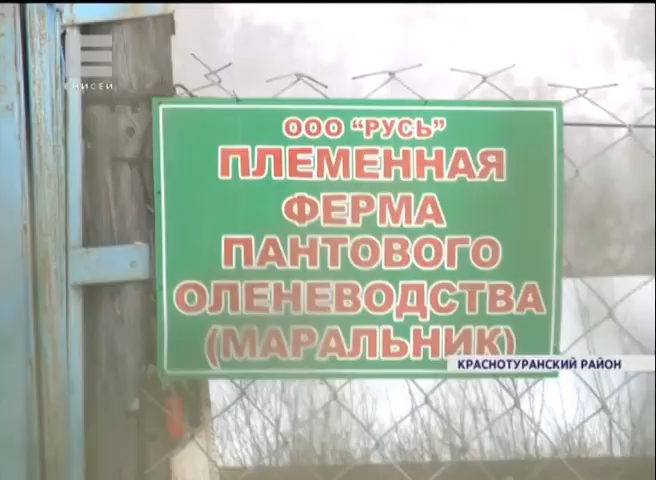 ЕНИСЕЙ
ООО "РУСЬ"
ПЛЕМЕННАЯ
ФЕРМА
ПАНТОВОГО
ОЛЕНЕВОДСТВА
(МАРАЛЬНИК)
КРАСНОТУРАНСКИЙ РАЙОН